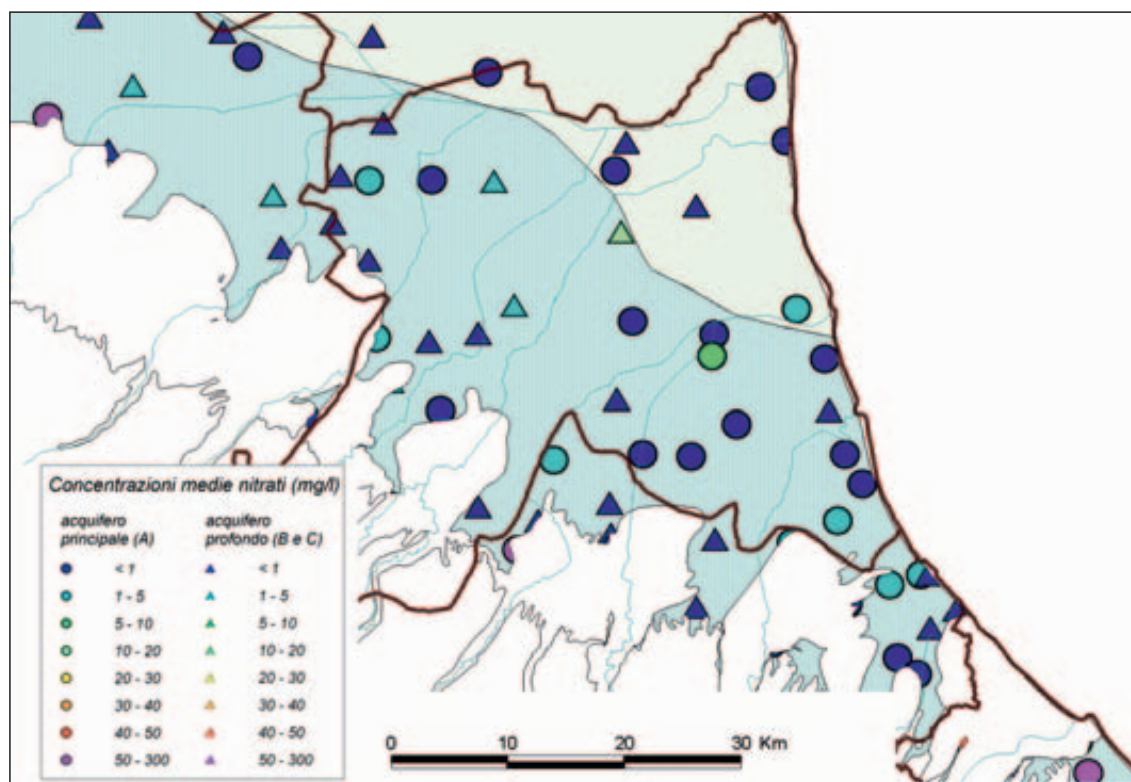 Concentrazioni medie nitrati (mg/l)
acquifero principale (A)
acquifero profondo (B e C)
< 1
< 1
1 - 5
1 - 5
5 - 10
5 - 10
10 - 20
10 - 20
20 - 30
20 - 30
30 - 40
30 - 40
40 - 50
40 - 50
50 - 300
50 - 300
0 10 20 30 Km